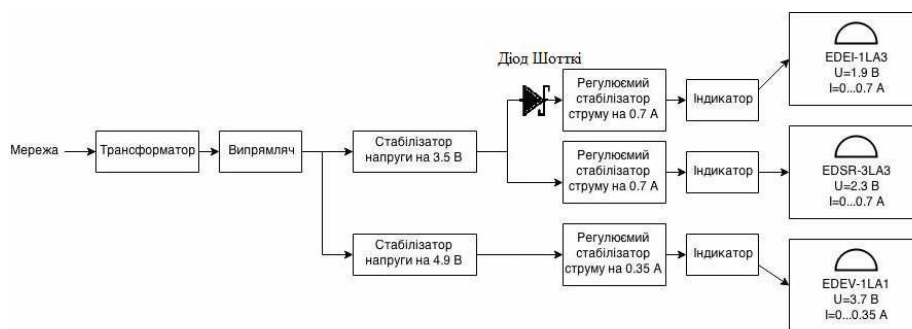 Мережа
Трансформатор
Випрямляч
Стабілізатор
напруги на 3.5 В
Діод Шотткі
Регулюємий
стабілізатор
струму на 0.7 А
Індикатор
EDEI-1LA3
U=1.9 В
I=0...0.7 А
Регулюємий
стабілізатор
струму на 0.7 А
Індикатор
EDSR-3LA3
U=2.3 В
I=0...0.7 А
Стабілізатор
напруги на 4.9 В
Регулюємий
стабілізатор
струму на 0.35 А
Індикатор
EDEV-1LA1
U=3.7 В
I=0...0.35 А